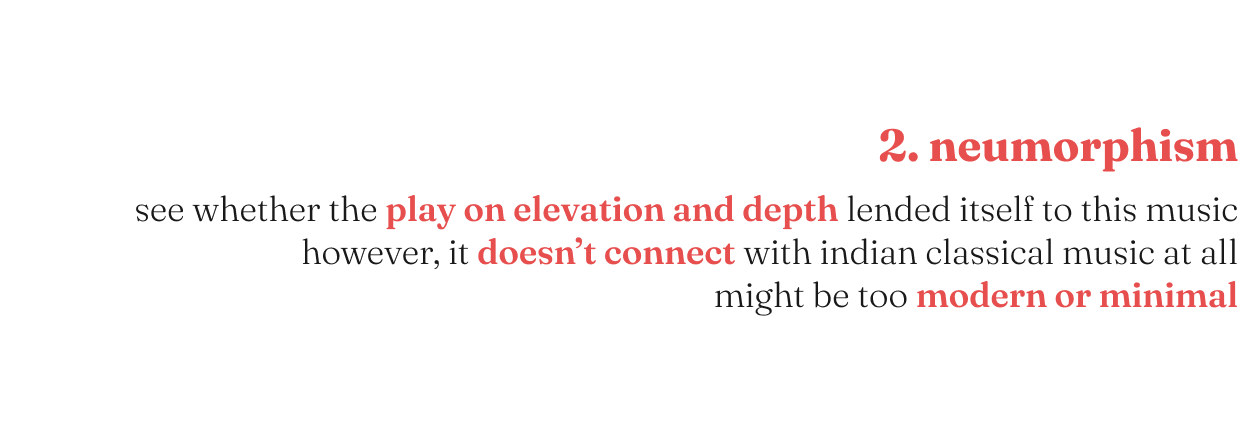 2. neumorphism
see whether the play on elevation and depth lended itself to this music
however, it doesn’t connect with indian classical music at all
might be too modern or minimal